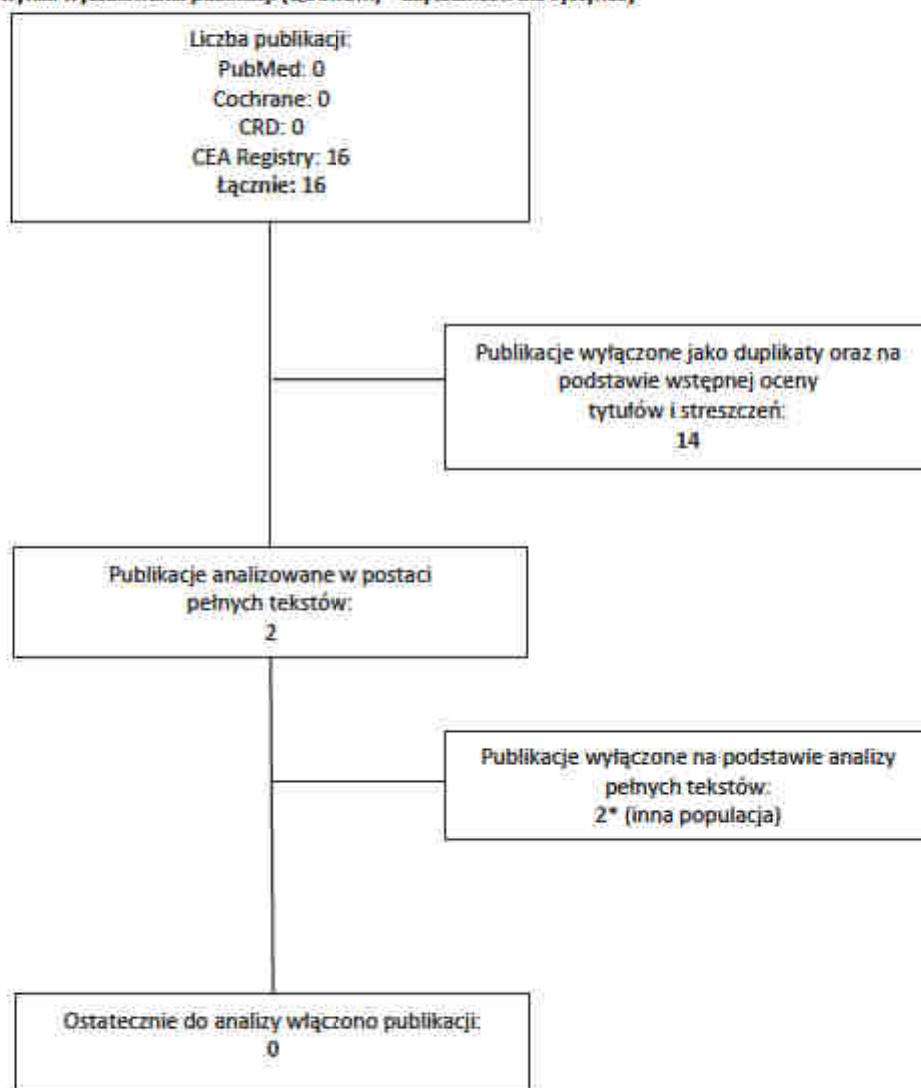 Liczba publikacji:
PubMed: 0
Cochrane: 0
CRD: 0
CEA Registry: 16
Łącznie: 16
Publikacje wyłączone jako duplikaty oraz na
podstawie wstępnej oceny
tytułów i streszczeń:
14
Publikacje analizowane w postaci
pełnych tekstów:
2
Publikacje wyłączone na podstawie analizy
pełnych tekstów:
2* (inna populacja)
Ostatecznie do analizy włączono publikacji:
0